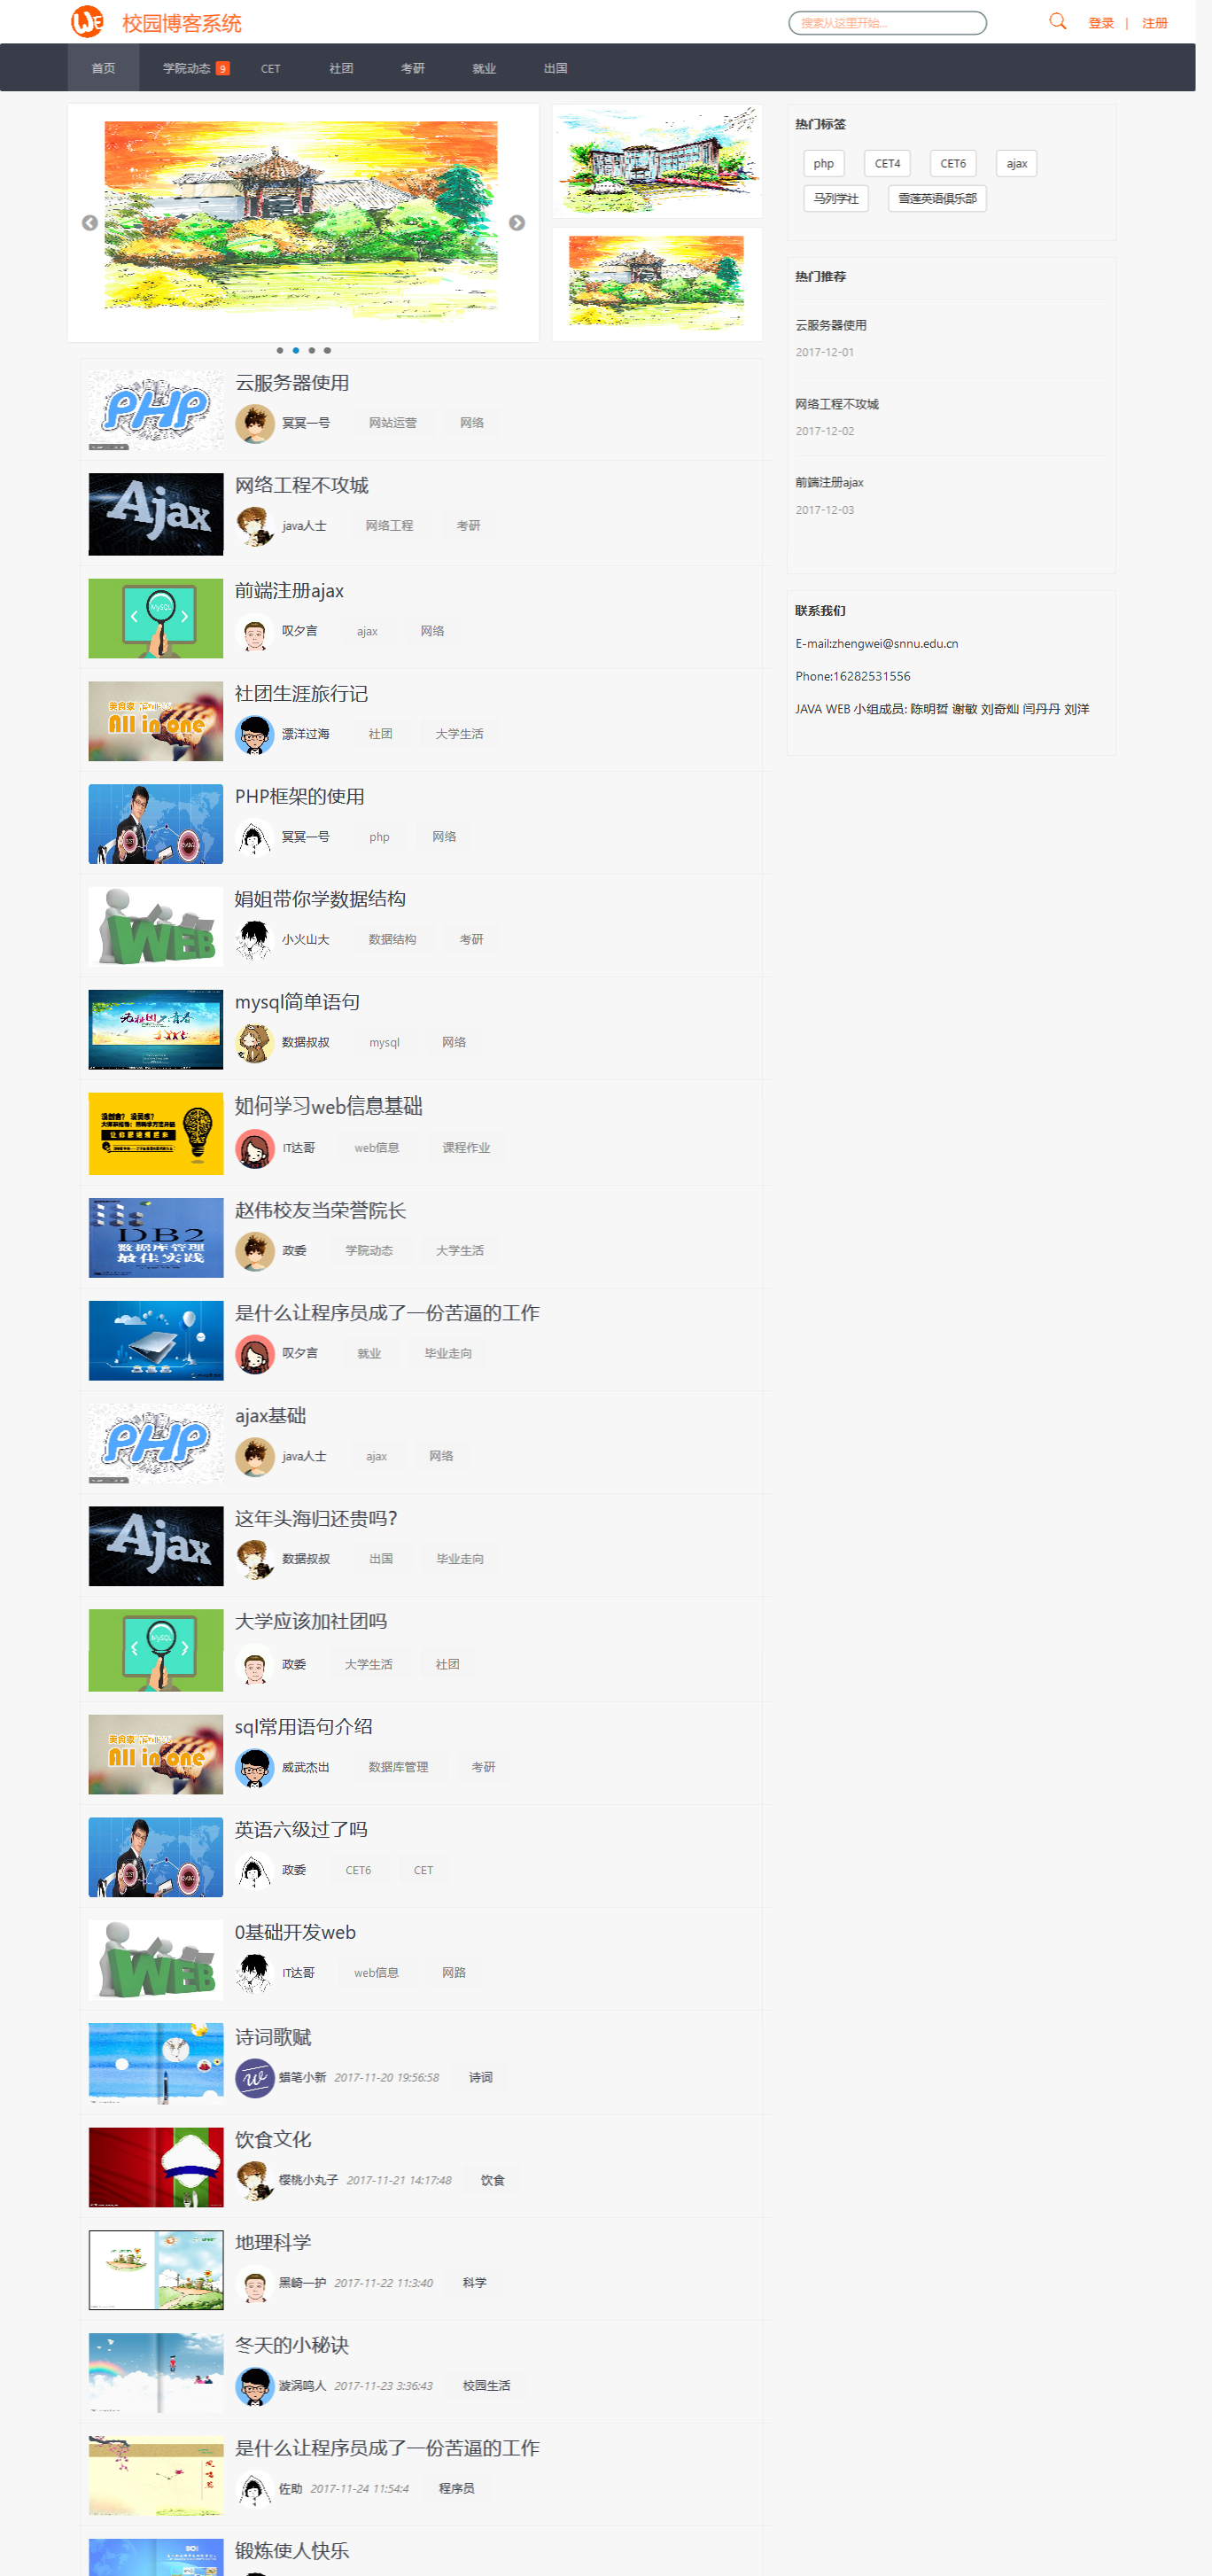 校园博客系统
搜索从这里开始...
登录 | 注册
首页 学院动态 9 CET 社团 考研 就业 出国
热门标签
php CET4 CET6 ajax
马列学社 雪莲英语俱乐部
热门推荐
云服务器使用
2017-12-01
网络工程不攻城
2017-12-02
前端注册ajax
2017-12-03
联系我们
E-mail:zhengwei@snnu.edu.cn
Phone:16282531556
JAVA WEB 小组成员: 陈明哲 谢敏 刘奇灿 闫丹丹 刘洋
PHP
云服务器使用
冥冥一号 网站运营 网络
Ajax
网络工程不攻城
java人士 网络工程 考研
MySQL
前端注册ajax
叹夕言 ajax 网络
All in one
社团生涯旅行记
漂洋过海 社团 大学生活
PHP框架的使用
冥冥一号 php 网络
WEB
娟姐带你学数据结构
小火山大 数据结构 考研
mysql简单语句
数据叔叔 mysql 网络
如何学习web信息基础
IT达哥 web信息 课程作业
DB2
数据库管理
最佳实践
赵伟校友当荣誉院长
政委 学院动态 大学生活
是什么让程序员成了一份苦逼的工作
叹夕言 就业 毕业走向
PHP
ajax基础
java人士 ajax 网络
Ajax
这年头海归还贵吗?
数据叔叔 出国 毕业走向
MySQL
大学应该加社团吗
政委 大学生活 社团
All in one
sql常用语句介绍
威武杰出 数据库管理 考研
英语六级过了吗
政委 CET6 CET
WEB
0基础开发web
IT达哥 web信息 网路
诗词歌赋
蜡笔小新 2017-11-20 19:56:58 诗词
饮食文化
樱桃小丸子 2017-11-21 14:17:48 饮食
地理科学
黑崎一护 2017-11-22 11:3:40 科学
冬天的小秘诀
漩涡鸣人 2017-11-23 3:36:43 校园生活
是什么让程序员成了一份苦逼的工作
佐助 2017-11-24 11:54:4 程序员
锻炼使人快乐